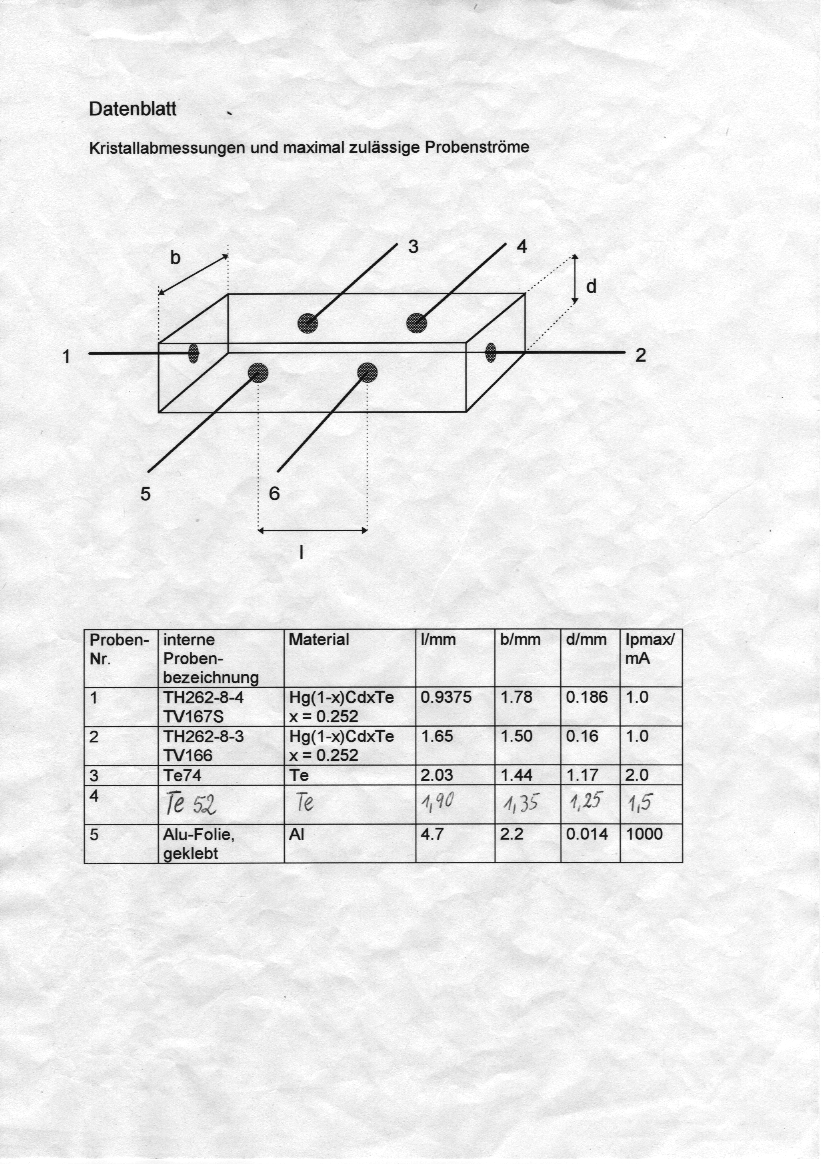 Datenblatt
Kristallabmessungen und maximal zulässige Probenströme
b
3
4
d
1
2
5
6
l
Proben-Nr. interne Proben-bezeichnung Material l/mm b/mm d/mm Ipmax/mA
1 TH262-8-4 Hg(1-x)CdxTe 0.9375 1.78 0.186 1.0
TV167S x = 0.252
2 TH262-8-3 Hg(1-x)CdxTe 1.65 1.50 0.16 1.0
TV166 x = 0.252
3 Te74 Te 2.03 1.44 1.17 2.0
4 Te 52 Te 1,90 1,35 1,25 1,5
5 Alu-Folie, Al 4.7 2.2 0.014 1000
geklebt